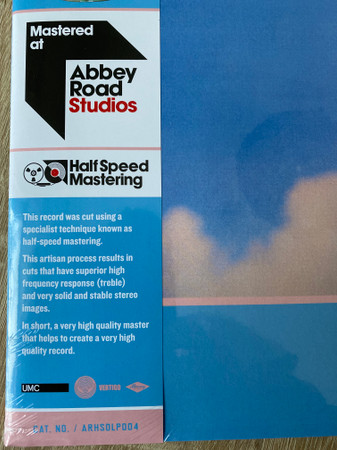 Mastered
at
Abbey
Road
Studios
Half Speed
Mastering
This record was cut using a
specialist technique known as
half-speed mastering.
This artisan process results in
cuts that have superior high
frequency response (treble)
and very solid and stable stereo
images.
In short, a very high quality master
that helps to create a very high
quality record.
UMC
VERTIGO
CAT. NO. / ARHSDLP004